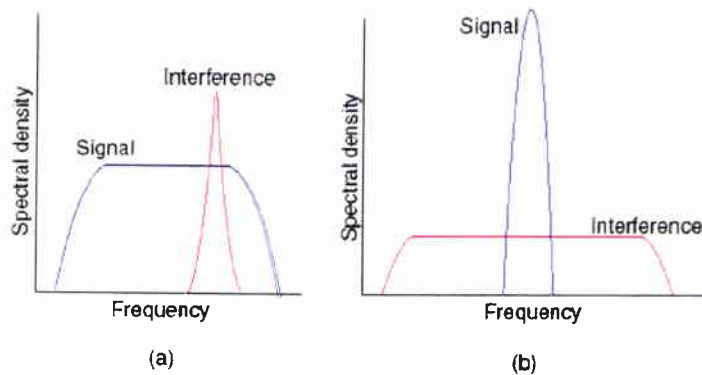 Spectral density
Signal
Interference
Frequency
(a)
Spectral density
Signal
Interference
Frequency
(b)